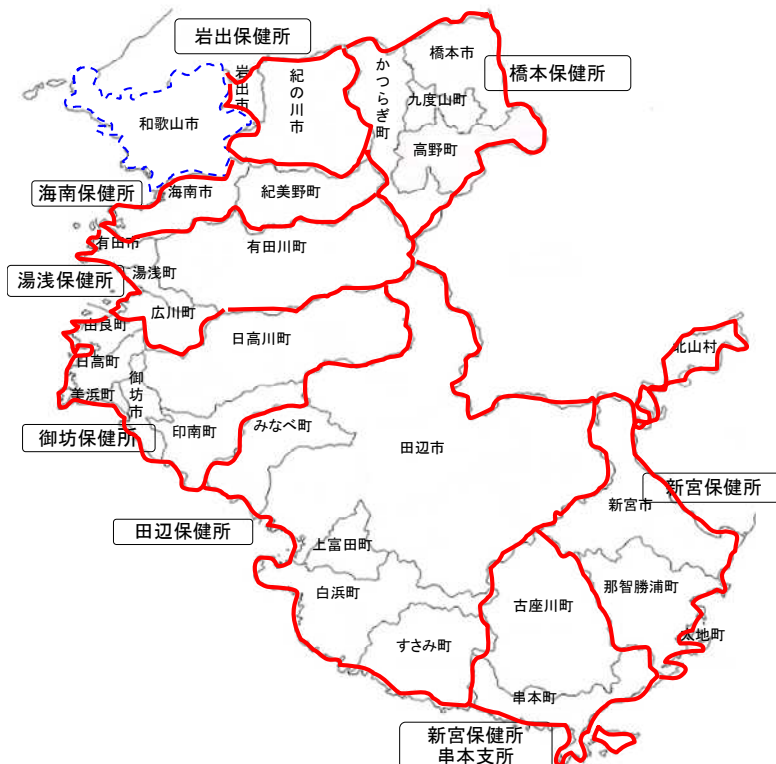 岩出保健所
橋本市
かつらぎ町
橋本保健所
岩出市
紀の川市
九度山町
和歌山市
高野町
海南保健所
海南市
紀美野町
有田市
有田川町
湯浅町
湯浅保健所
広川町
由良町
日高川町
北山村
日高町
御坊市
美浜町
印南町
みなべ町
御坊保健所
田辺市
新宮保健所
新宮市
田辺保健所
上富田町
白浜町
那智勝浦町
古座川町
太地町
すさみ町
串本町
新宮保健所
串本支所